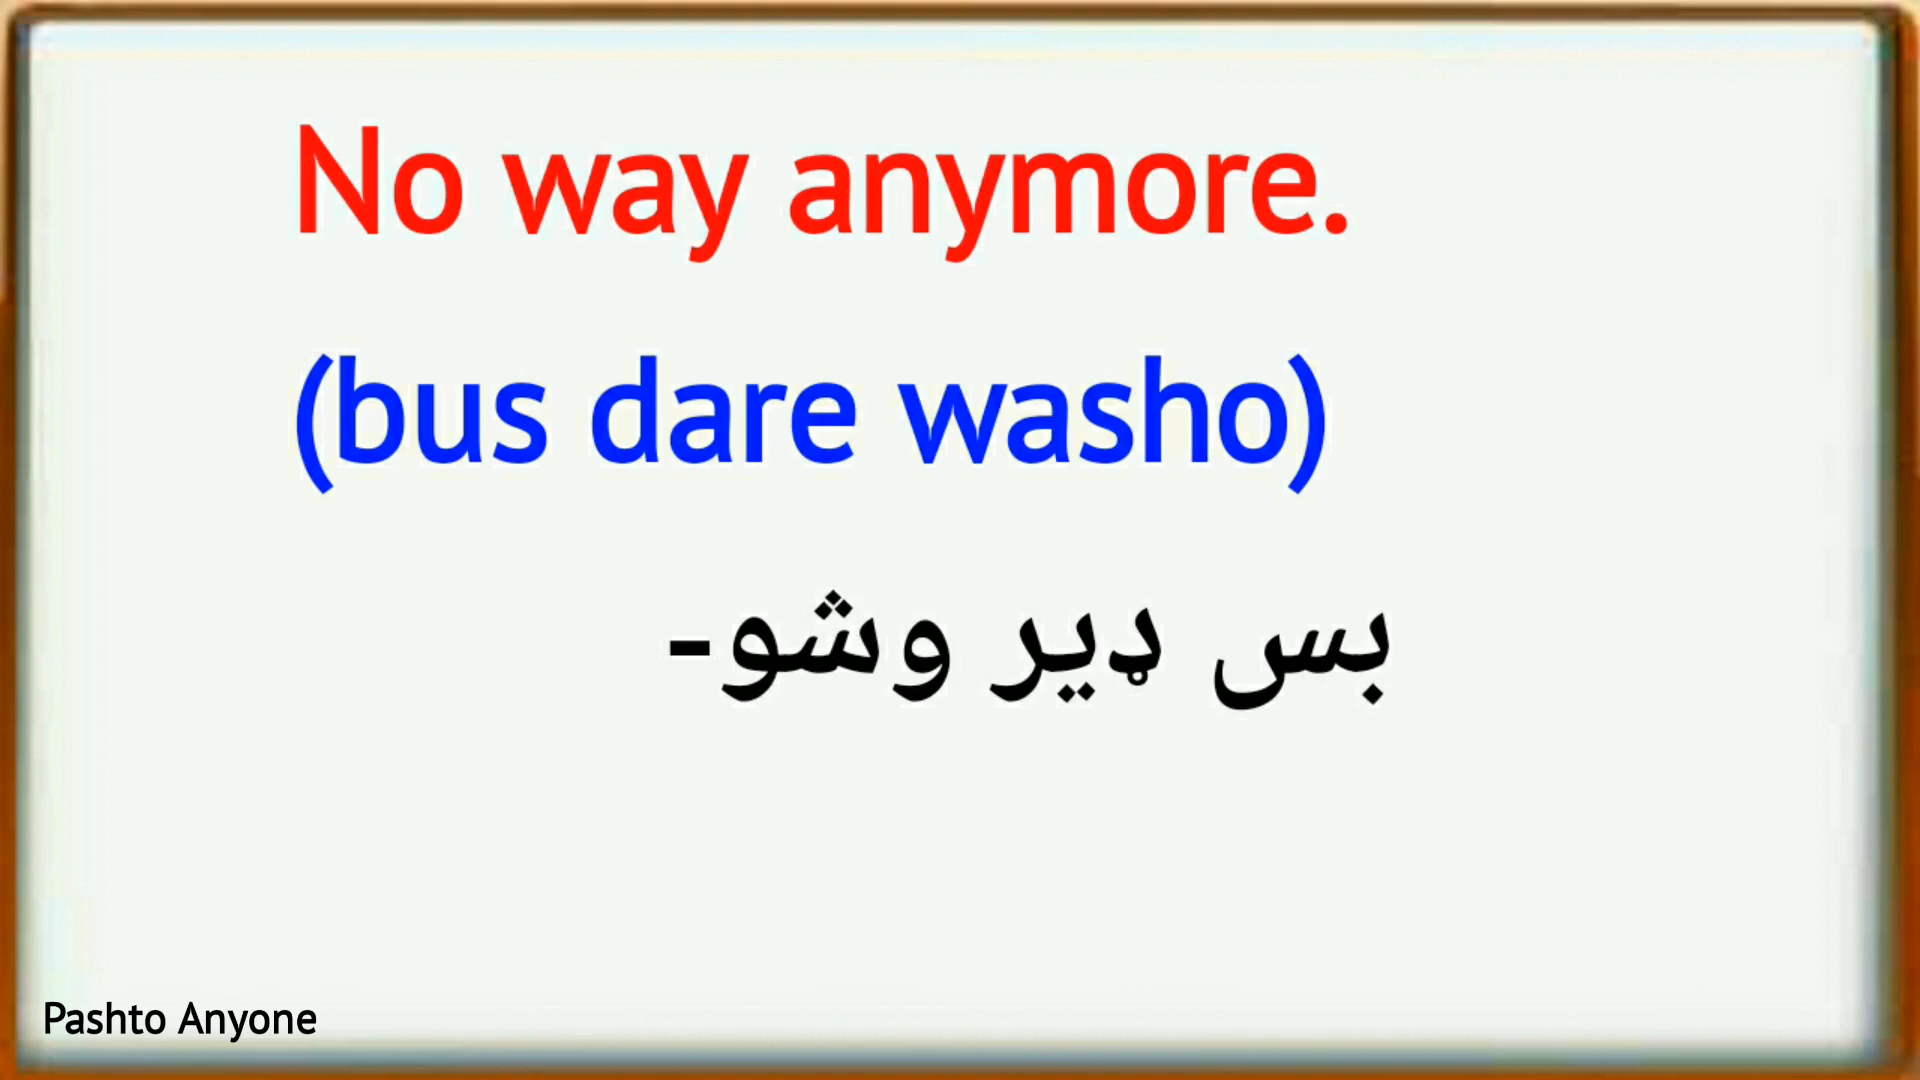 No way anymore.
(bus dare washo)
بس ډیر وشو-
Pashto Anyone